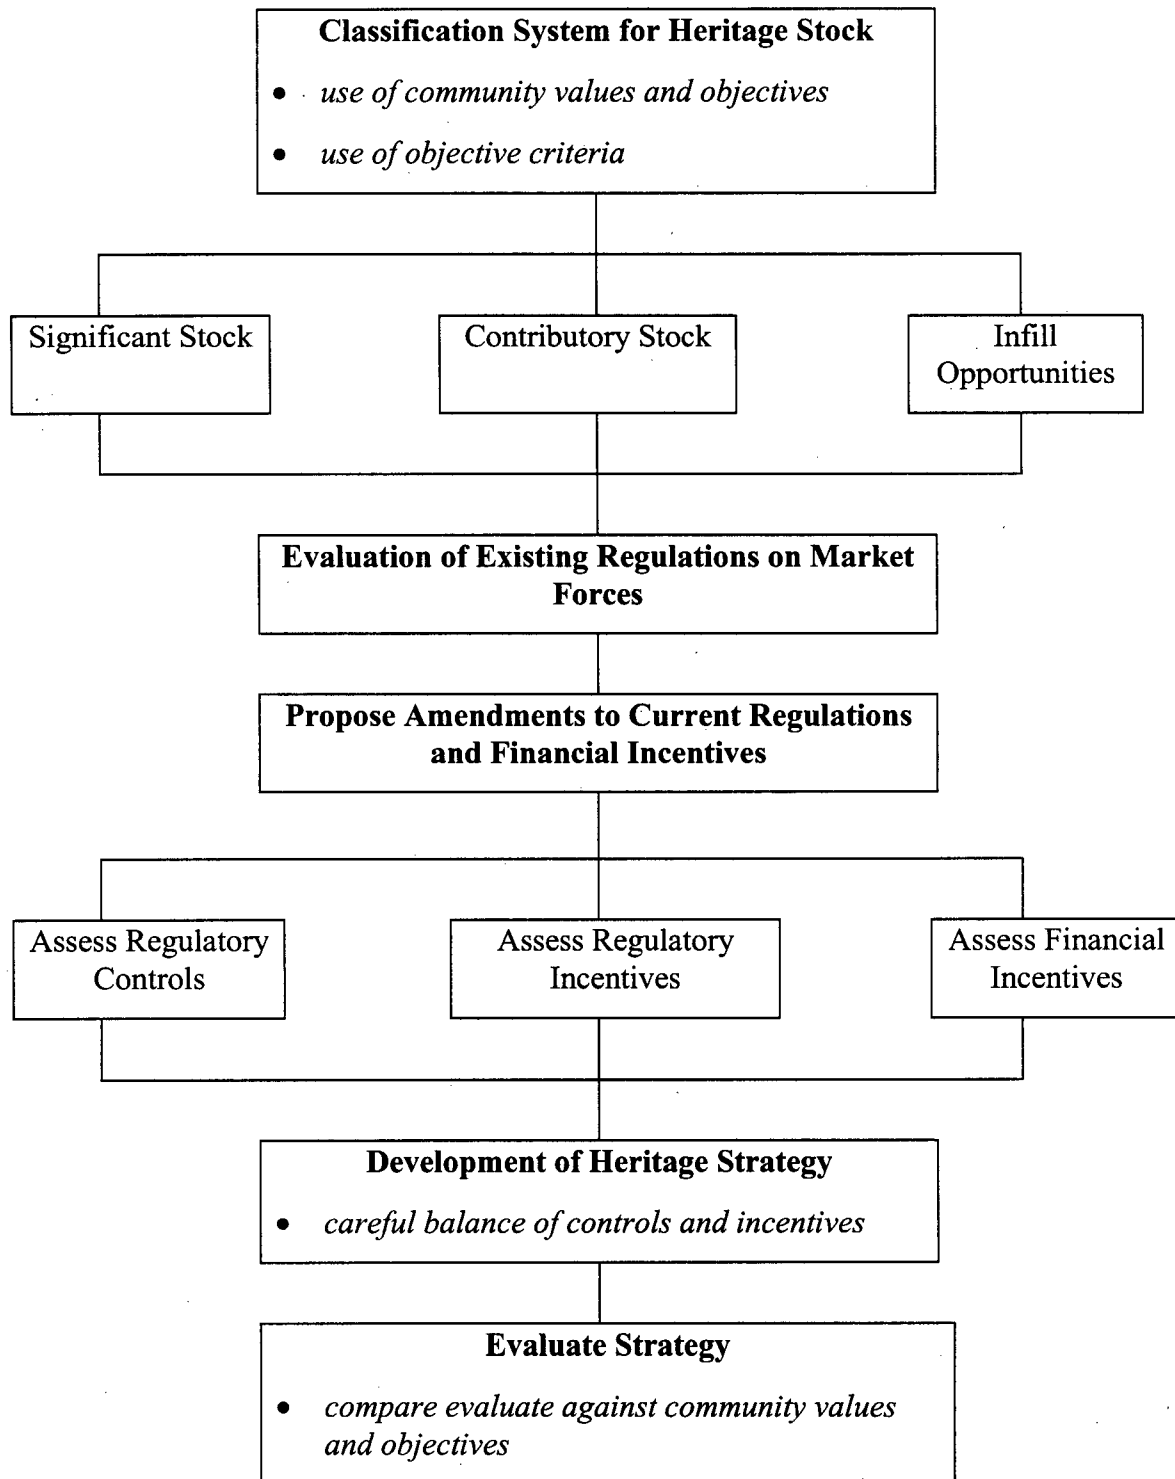 Classification System for Heritage Stock
• use of community values and objectives
• use of objective criteria
Significant Stock
Contributory Stock
Infill
Opportunities
Evaluation of Existing Regulations on Market
Forces
Propose Amendments to Current Regulations
and Financial Incentives
Assess Regulatory
Controls
Assess Regulatory
Incentives
Assess Financial
Incentives
Development of Heritage Strategy
• careful balance of controls and incentives
Evaluate Strategy
• compare evaluate against community values
and objectives